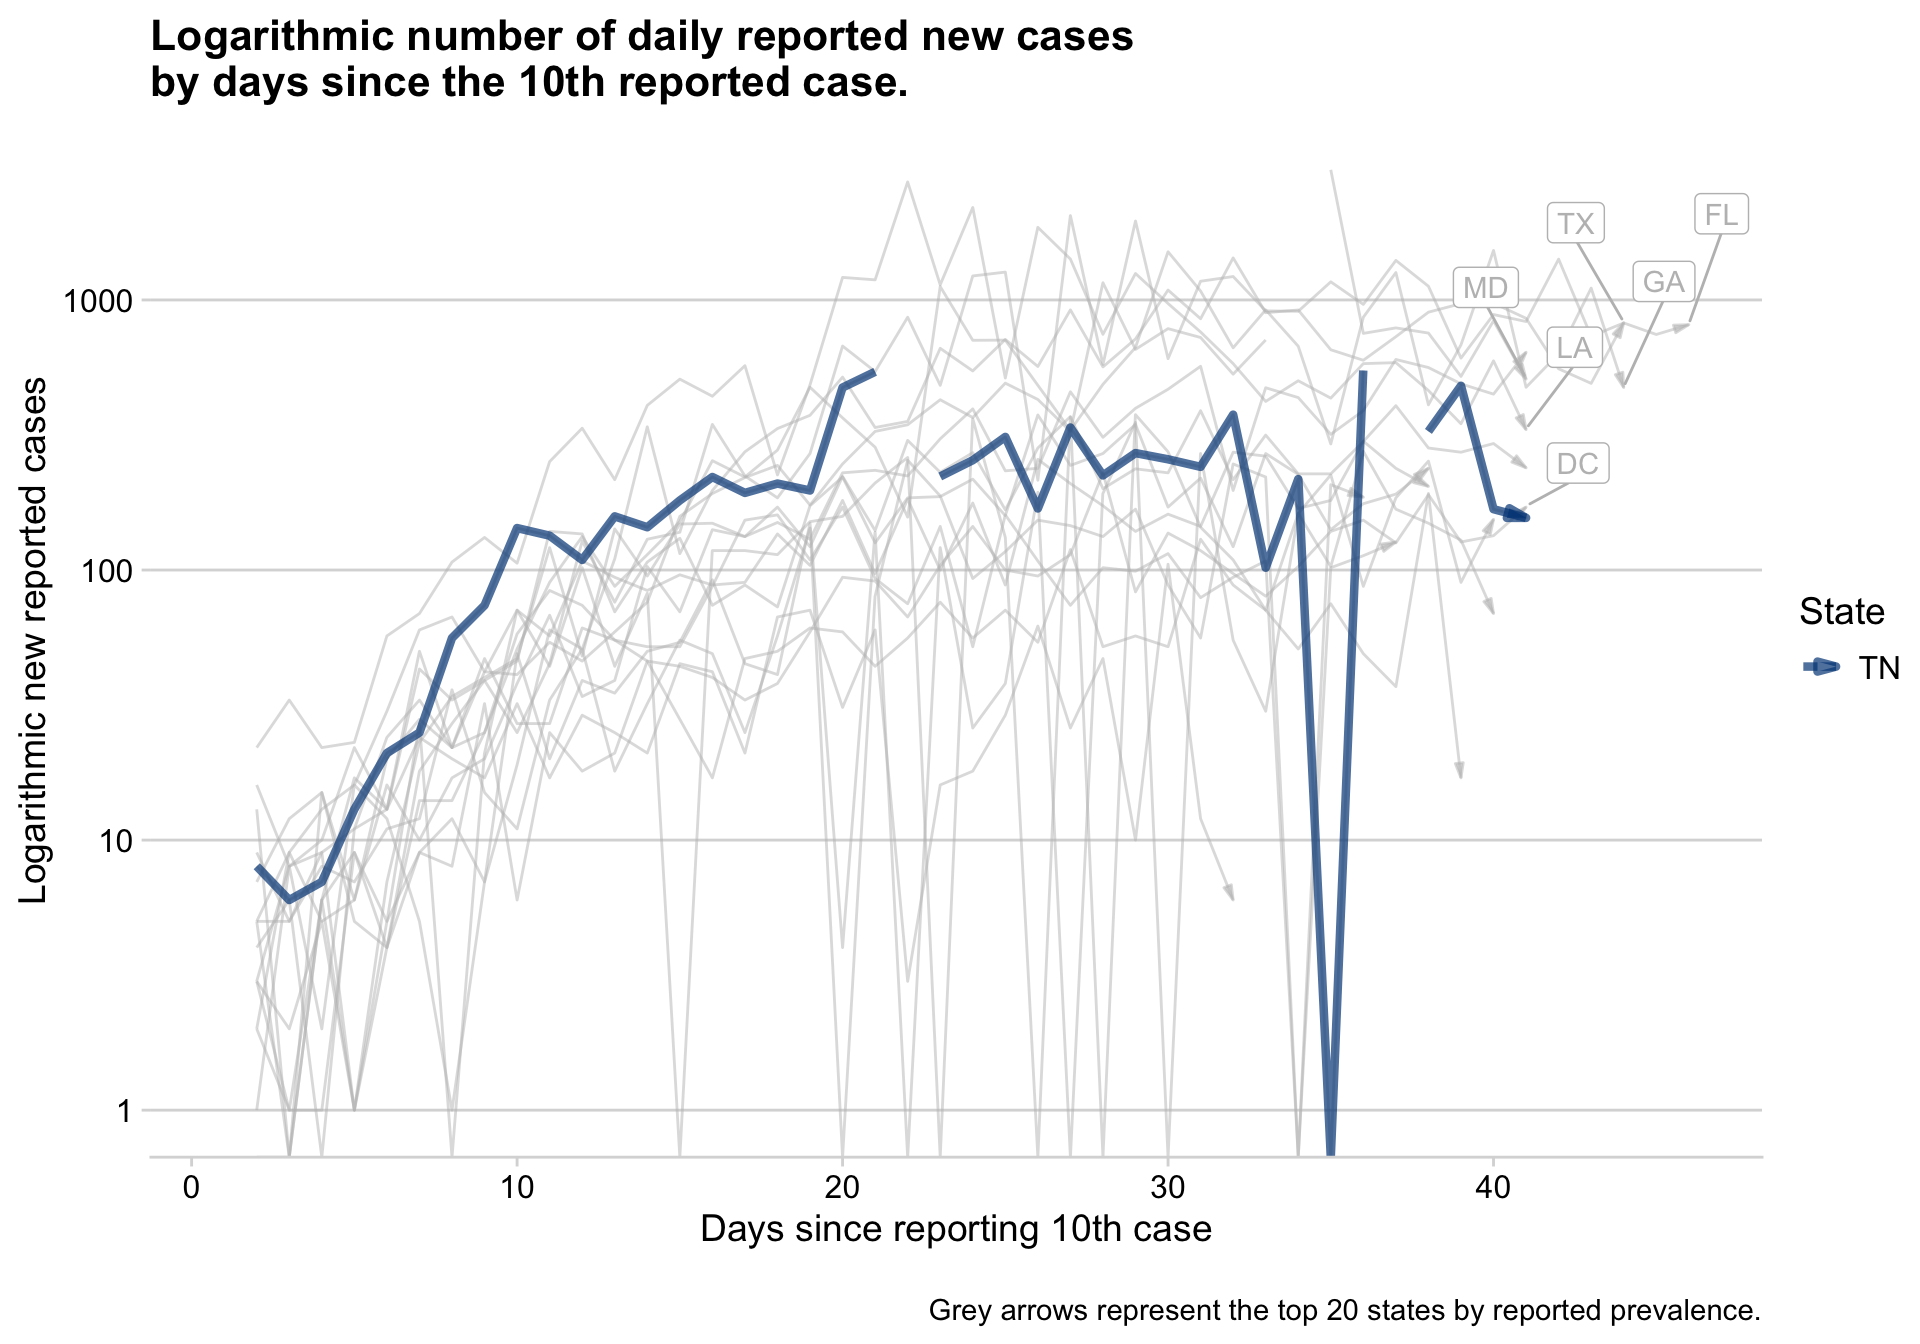 Logarithmic number of daily reported new cases
by days since the 10th reported case.
Logarithmic new reported cases
1000
100
10
1
TX
FL
MD
GA
LA
DC
State
TN
0
10
20
30
40
Days since reporting 10th case
Grey arrows represent the top 20 states by reported prevalence.